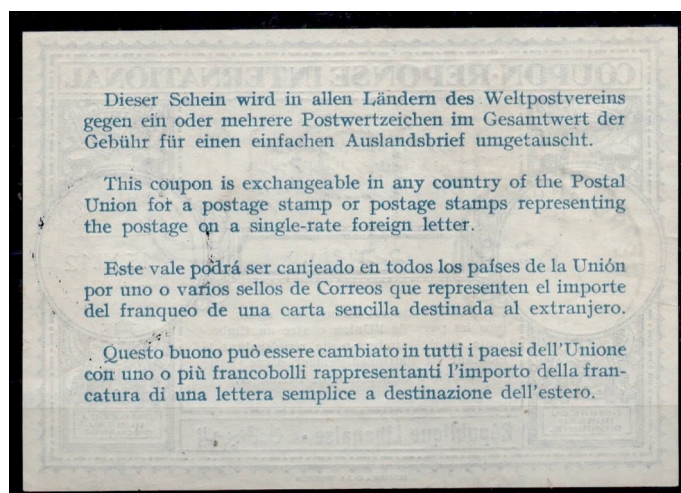 COUPON-REPONSE INTERNATIONAL
Dieser Schein wird in allen Ländern des Weltpostvereins
gegen ein oder mehrere Postwertzeichen im Gesamtwert der
Gebühr für einen einfachen Auslandsbrief umgetauscht.
This coupon is exchangeable in any country of the Postal
Union for a postage stamp or postage stamps representing
the postage on a single-rate foreign letter.
Este vale podrá ser canjeado en todos los países de la Unión
por uno o varios sellos de Correos que representen el importe
del franqueo de una carta sencilla destinada al extranjero.
Questo buono può essere cambiato in tutti i paesi dell'Unione
con uno o più francobolli rappresentanti l'importo della fran-
catura di una lettera semplice a destinazione dell'estero.
République Libanaise